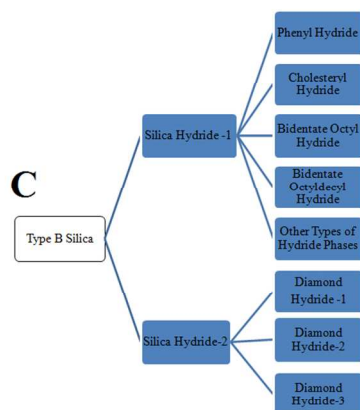 Phenyl Hydride
Cholesteryl
Hydride
Silica Hydride -1
Bidentate Octyl
Hydride
Bidentate
Octyldecyl
Hydride
C
Type B Silica
Other Types of
Hydride Phases
Diamond
Hydride -1
Silica Hydride-2
Diamond
Hydride-2
Diamond
Hydride-3